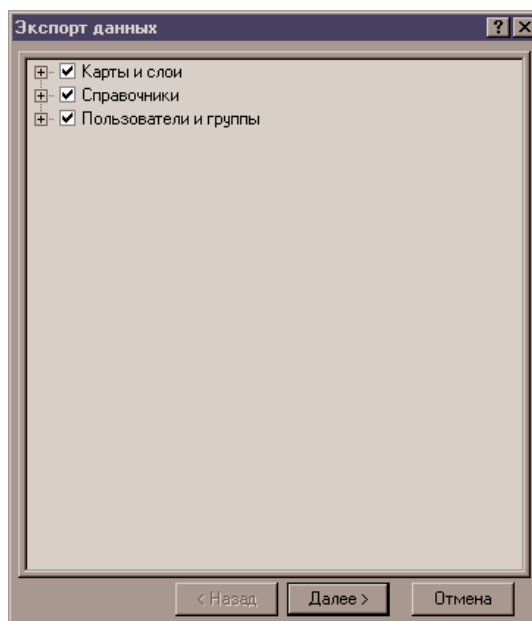 Экспорт данных
Карты и слои
Справочники
Пользователи и группы
< Назад Далее > Отмена